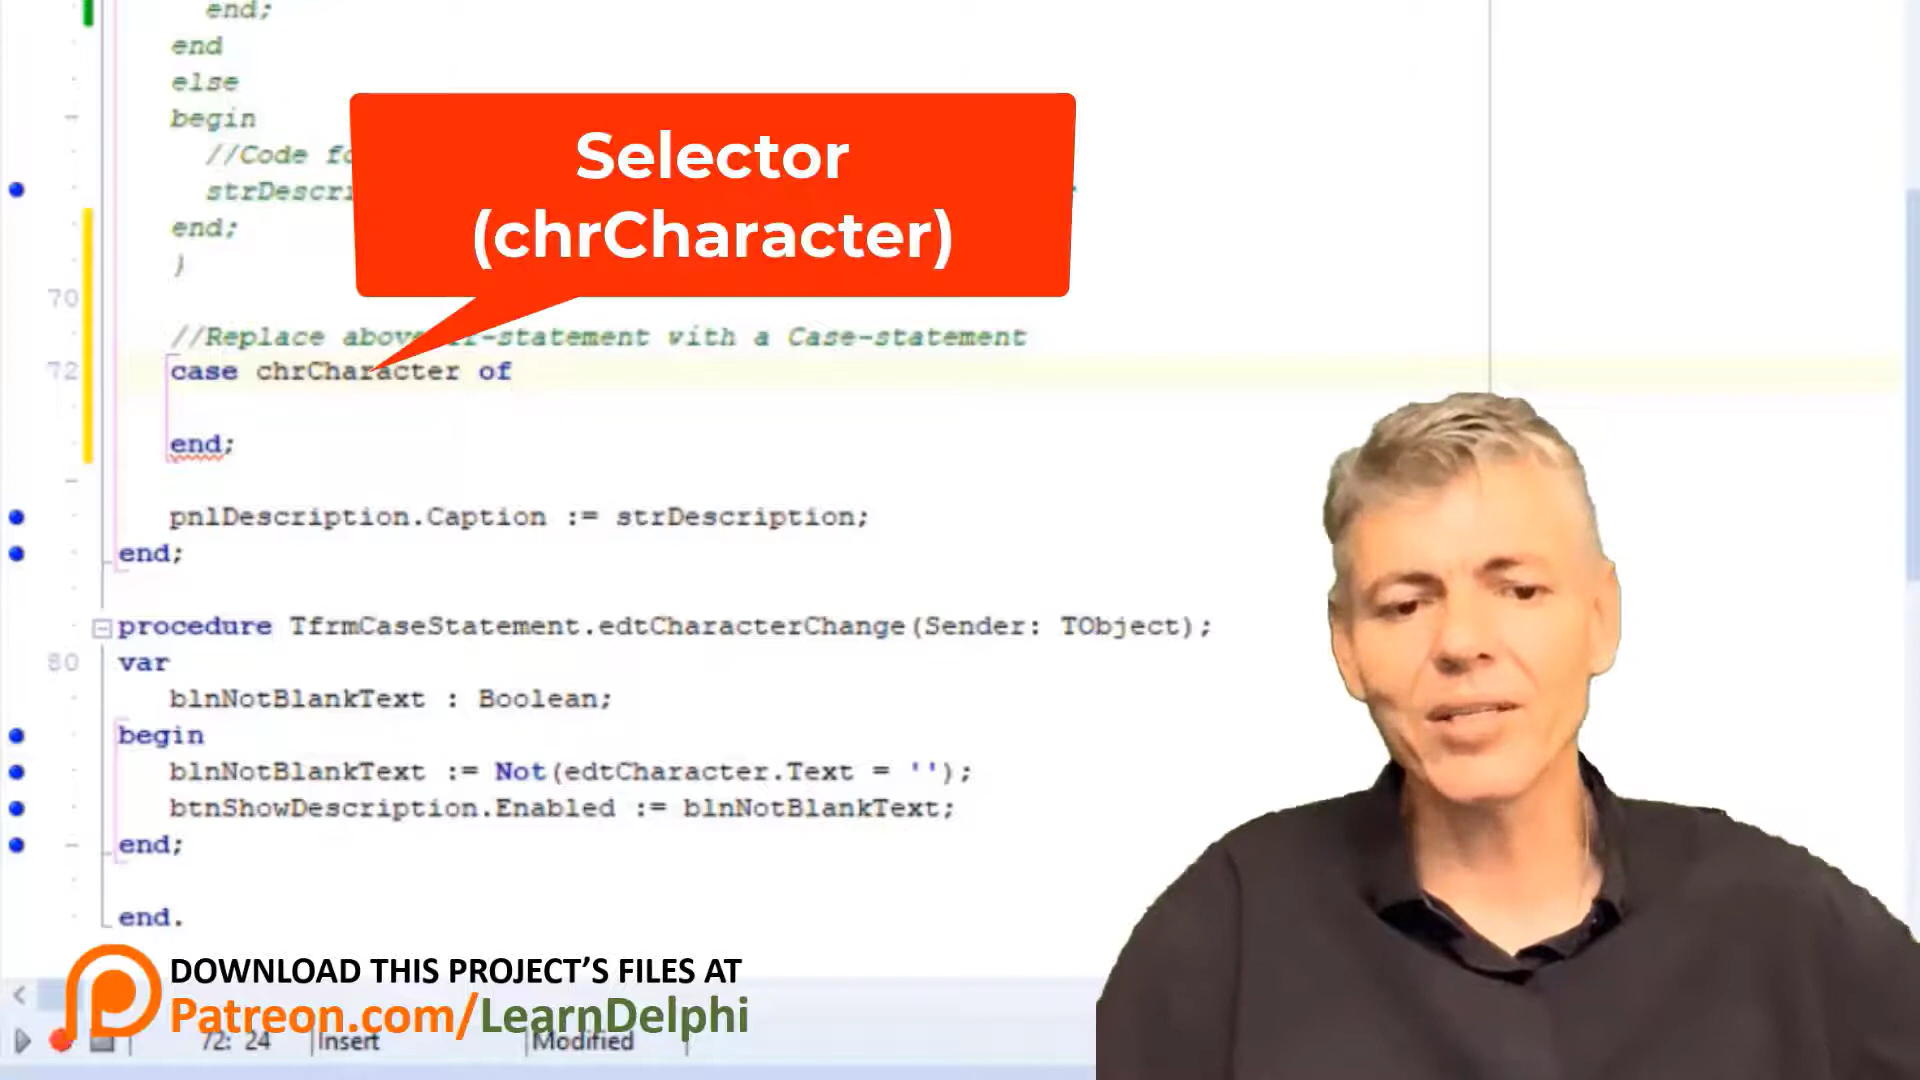 end;
end
else
begin
//Code fo
strDescri
end;
}
70
Selector
(chrCharacter)
//Replace above if-statement with a Case-statement
72
case chrCharacter of
end;
pnlDescription.Caption := strDescription;
end;
procedure TfrmCaseStatement.edtCharacterChange(Sender: TObject);
80
var
blnNotBlankText : Boolean;
begin
blnNotBlankText := Not(edtCharacter.Text = '');
btnShowDescription.Enabled := blnNotBlankText;
end;
end.
DOWNLOAD THIS PROJECT'S FILES AT
Patreon.com/LearnDelphi
72: 24 Insert Modified